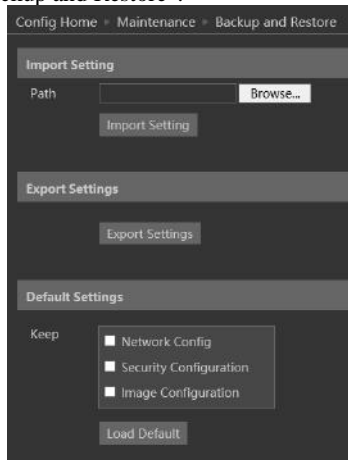 Config Home ▸ Maintenance ▸ Backup and Restore
Import Setting
Path Browse...
Import Setting
Export Settings
Export Settings
Default Settings
Keep
Network Config
Security Configuration
Image Configuration
Load Default